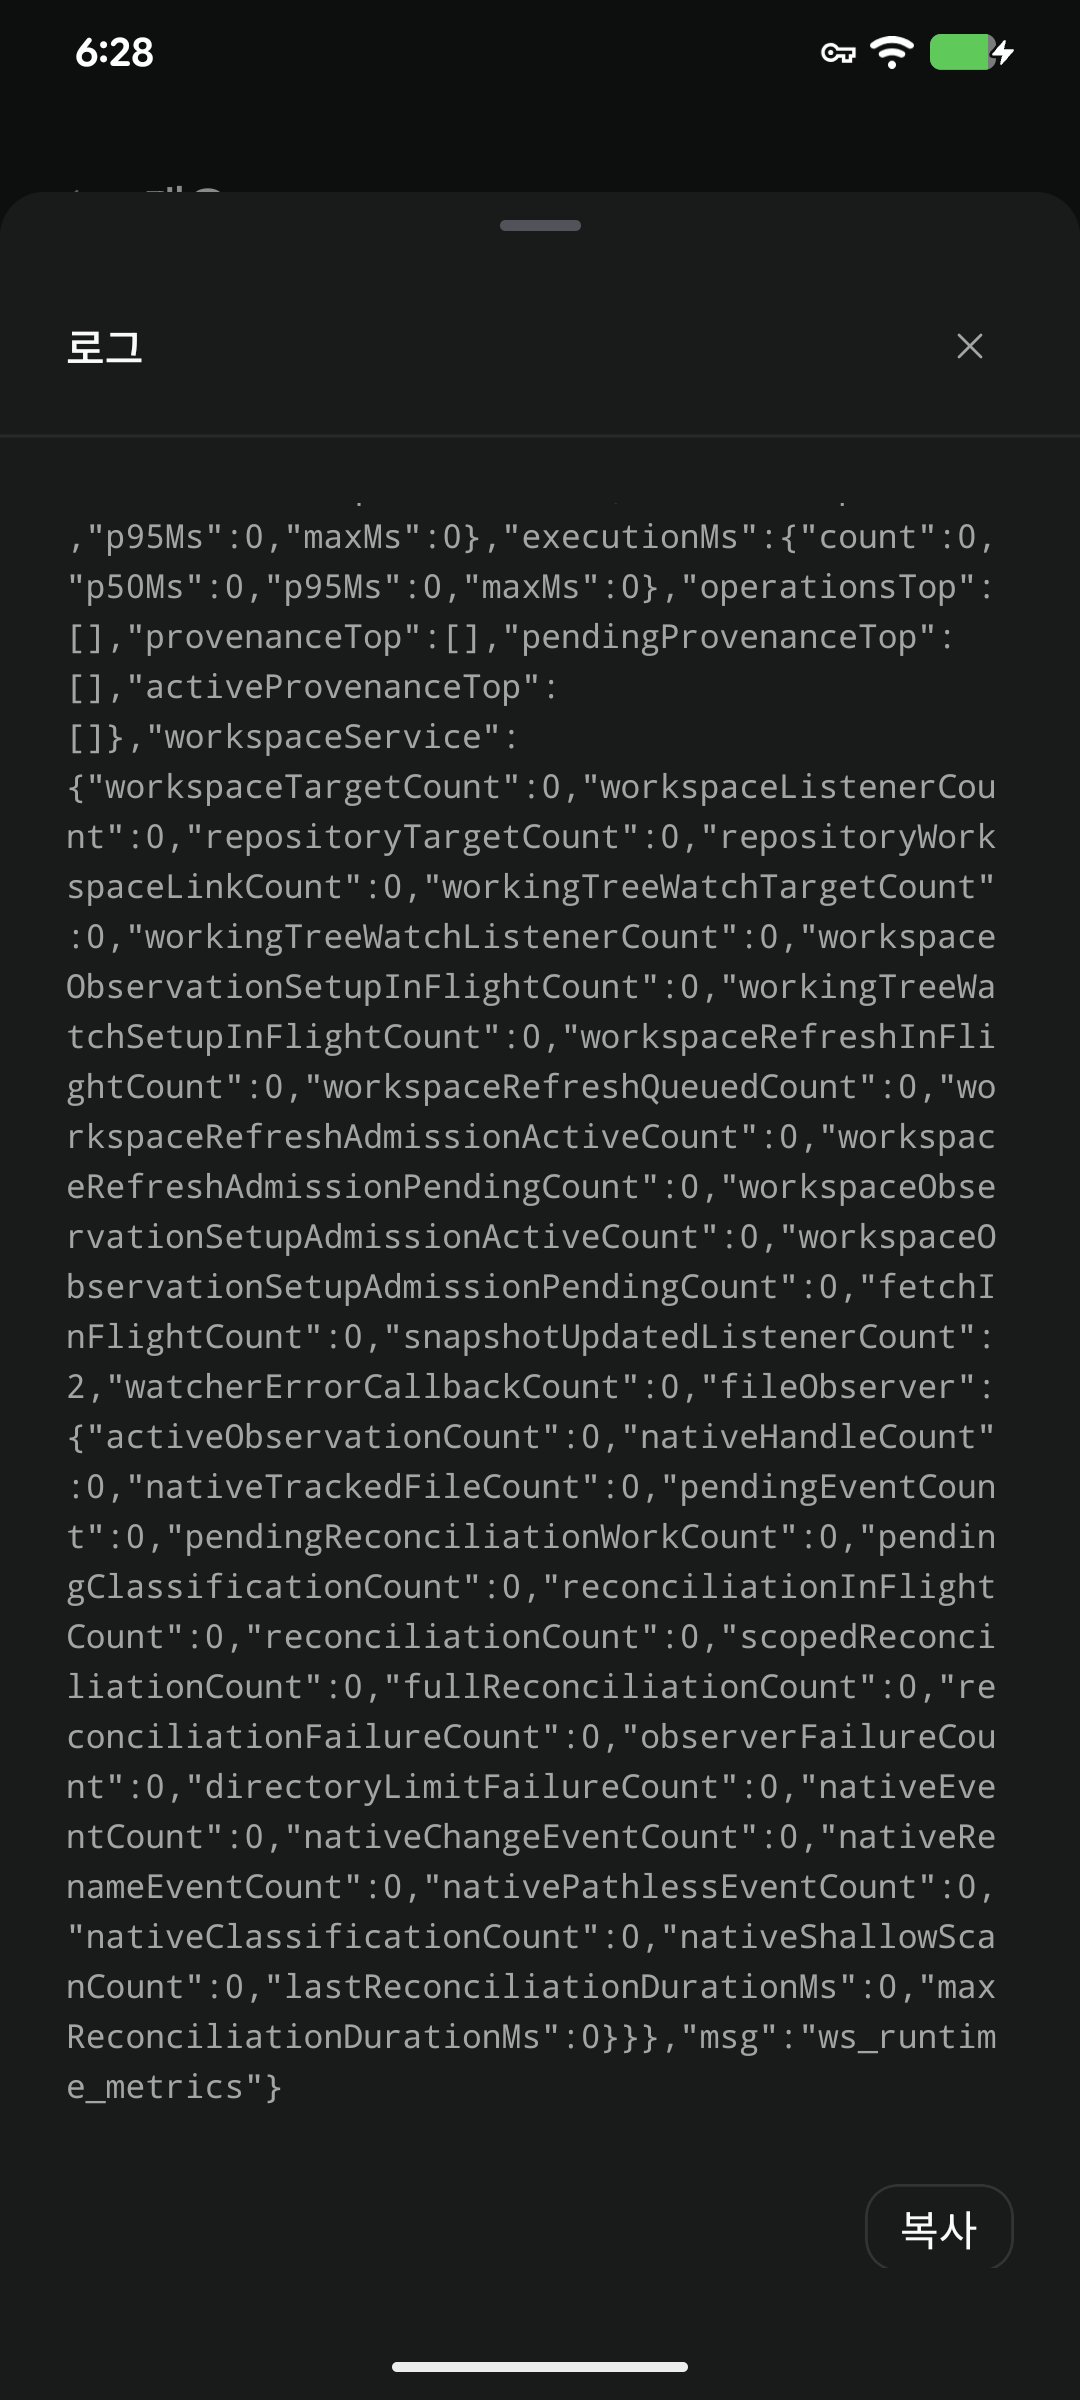 6:28
로그
,"p95Ms":0,"maxMs":0},"executionMs":{"count":0,
"p50Ms":0,"p95Ms":0,"maxMs":0},"operationsTop":
[],"provenanceTop":[],"pendingProvenanceTop":
[],"activeProvenanceTop":
[]},"workspaceService":
{"workspaceTargetCount":0,"workspaceListenerCou
nt":0,"repositoryTargetCount":0,"repositoryWork
spaceLinkCount":0,"workingTreeWatchTargetCount"
:0,"workingTreeWatchListenerCount":0,"workspace
ObservationSetupInFlightCount":0,"workingTreeWa
tchSetupInFlightCount":0,"workspaceRefreshInFli
ghtCount":0,"workspaceRefreshQueuedCount":0,"wo
rkspaceRefreshAdmissionActiveCount":0,"workspac
eRefreshAdmissionPendingCount":0,"workspaceObse
rvationSetupAdmissionActiveCount":0,"workspaceO
bservationSetupAdmissionPendingCount":0,"fetchI
nFlightCount":0,"snapshotUpdatedListenerCount":
2,"watcherErrorCallbackCount":0,"fileObserver":
{"activeObservationCount":0,"nativeHandleCount"
:0,"nativeTrackedFileCount":0,"pendingEventCoun
t":0,"pendingReconciliationWorkCount":0,"pendin
gClassificationCount":0,"reconciliationInFlight
Count":0,"reconciliationCount":0,"scopedReconci
liationCount":0,"fullReconciliationCount":0,"re
conciliationFailureCount":0,"observerFailureCou
nt":0,"directoryLimitFailureCount":0,"nativeEve
ntCount":0,"nativeChangeEventCount":0,"nativeRe
nameEventCount":0,"nativePathlessEventCount":0,
"nativeClassificationCount":0,"nativeShallowSca
nCount":0,"lastReconciliationDurationMs":0,"max
ReconciliationDurationMs":0}}},"msg":"ws_runtim
e_metrics"}
복사